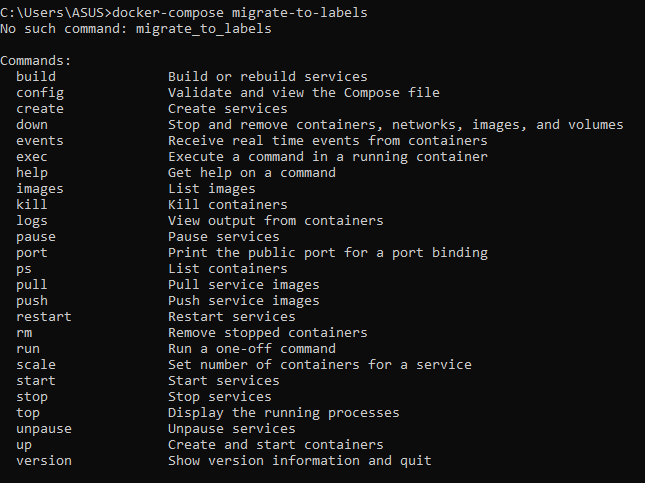 C:\Users\ASUS>docker-compose migrate-to-labels
No such command: migrate_to_labels
Commands:
build Build or rebuild services
config Validate and view the Compose file
create Create services
down Stop and remove containers, networks, images, and volumes
events Receive real time events from containers
exec Execute a command in a running container
help Get help on a command
images List images
kill Kill containers
logs View output from containers
pause Pause services
port Print the public port for a port binding
ps List containers
pull Pull service images
push Push service images
restart Restart services
rm Remove stopped containers
run Run a one-off command
scale Set number of containers for a service
start Start services
stop Stop services
top Display the running processes
unpause Unpause services
up Create and start containers
version Show version information and quit